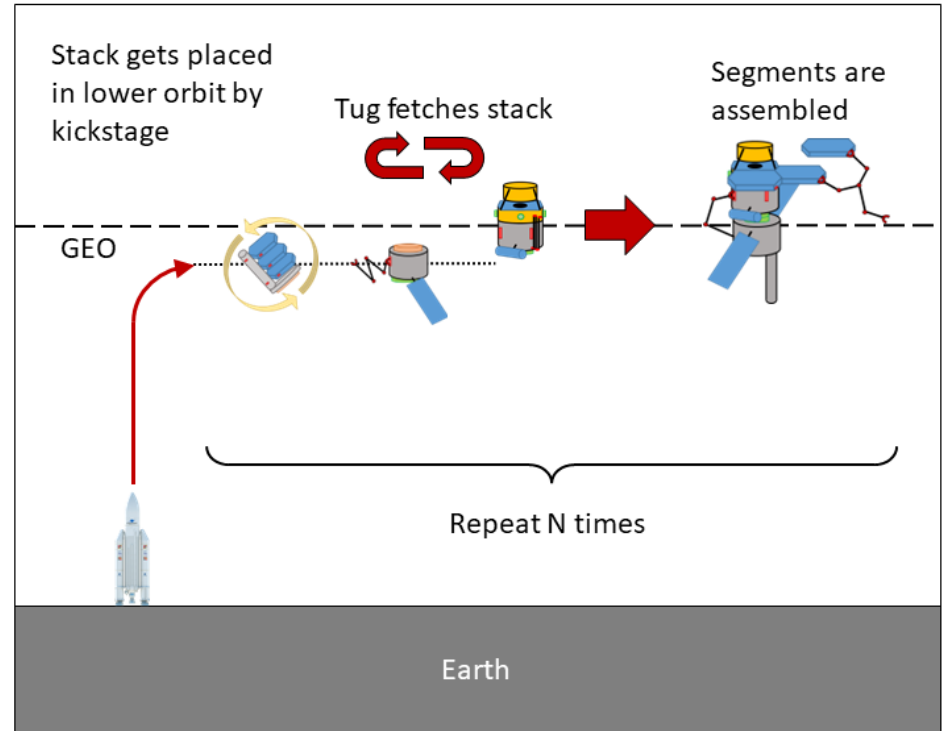 Stack gets placed
in lower orbit by
kickstage
Tug fetches stack
Segments are
assembled
GEO
Repeat N times
Earth